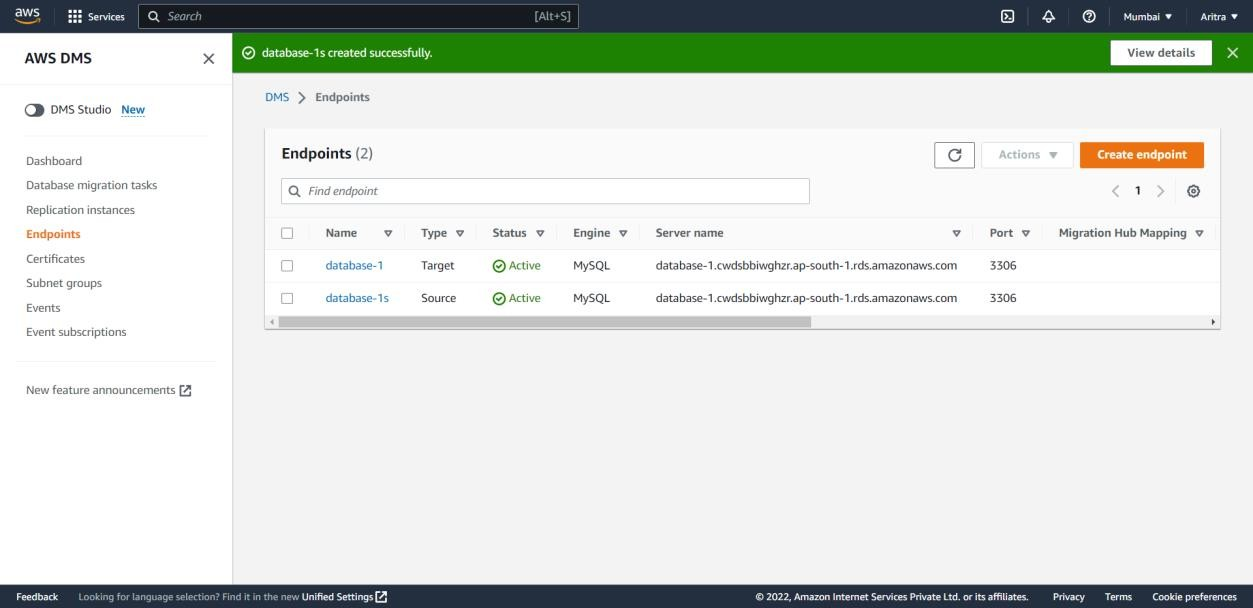 aws Services Search [Alt+S] Mumbai ▼ Aritra ▼
AWS DMS
database-1s created successfully. View details
DMS Studio New
DMS > Endpoints
Dashboard
Database migration tasks
Replication instances
Endpoints
Certificates
Subnet groups
Events
Event subscriptions
New feature announcements
Endpoints (2) Actions ▼ Create endpoint
Find endpoint
1
Name Type Status Engine Server name Port Migration Hub Mapping
database-1 Target Active MySQL database-1.cwdsbbiwghzr.ap-south-1.rds.amazonaws.com 3306
database-1s Source Active MySQL database-1.cwdsbbiwghzr.ap-south-1.rds.amazonaws.com 3306
Feedback Looking for language selection? Find it in the new Unified Settings © 2022, Amazon Internet Services Private Ltd. or its affiliates. Privacy Terms Cookie preferences